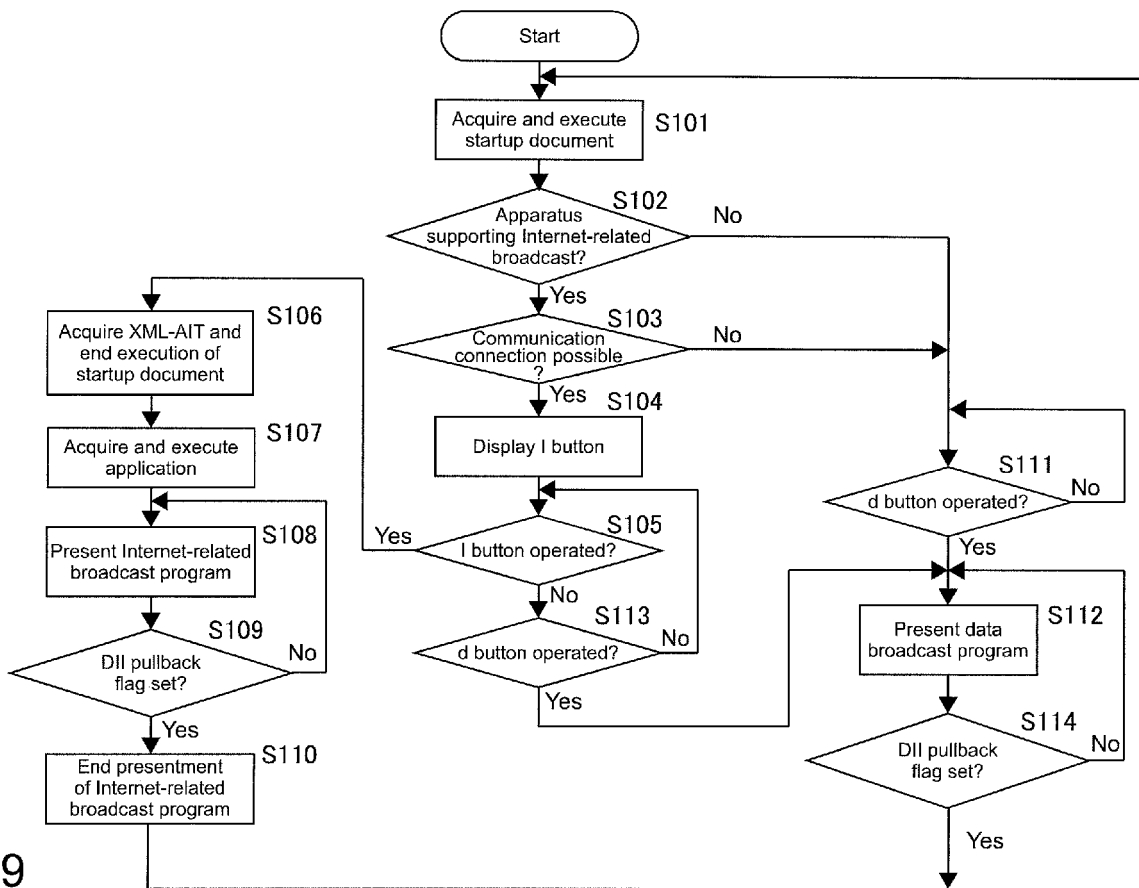 Start
Acquire and execute
startup document
S101
S102
Apparatus
supporting Internet-related
broadcast?
No
Yes
S103
Communication
connection possible
?
No
Yes
S104
Display I button
S105
I button operated?
Yes
No
S113
d button operated?
No
Yes
S106
Acquire XML-AIT and
end execution of
startup document
S107
Acquire and execute
application
S108
Present Internet-related
broadcast program
S109
DII pullback
flag set?
No
Yes
S110
End presentment
of Internet-related
broadcast program
S111
d button operated?
No
Yes
S112
Present data
broadcast program
S114
DII pullback
flag set?
No
Yes
9